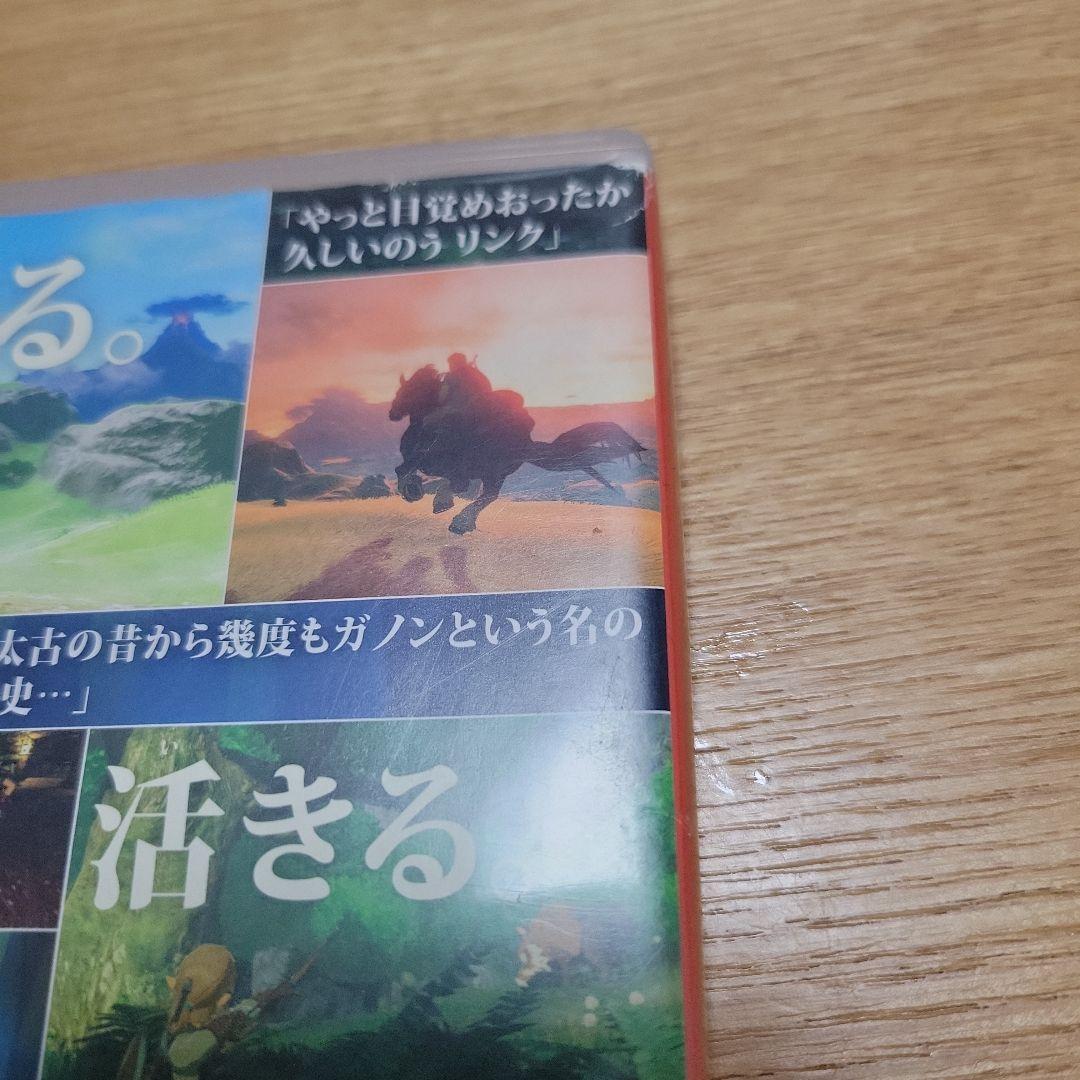 る。
「やっと目覚めおったか
久しいのう リンク」
太古の昔から幾度もガノンという名の
史…」
い
活きる